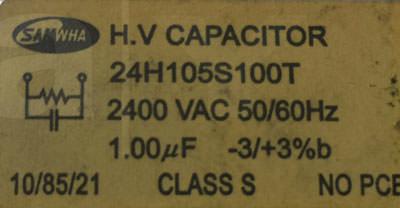 SAMWHA
H.V CAPACITOR
24H105S100T
2400 VAC 50/60Hz
1.00μF -3/+3%b
10/85/21 CLASS S NO PCB